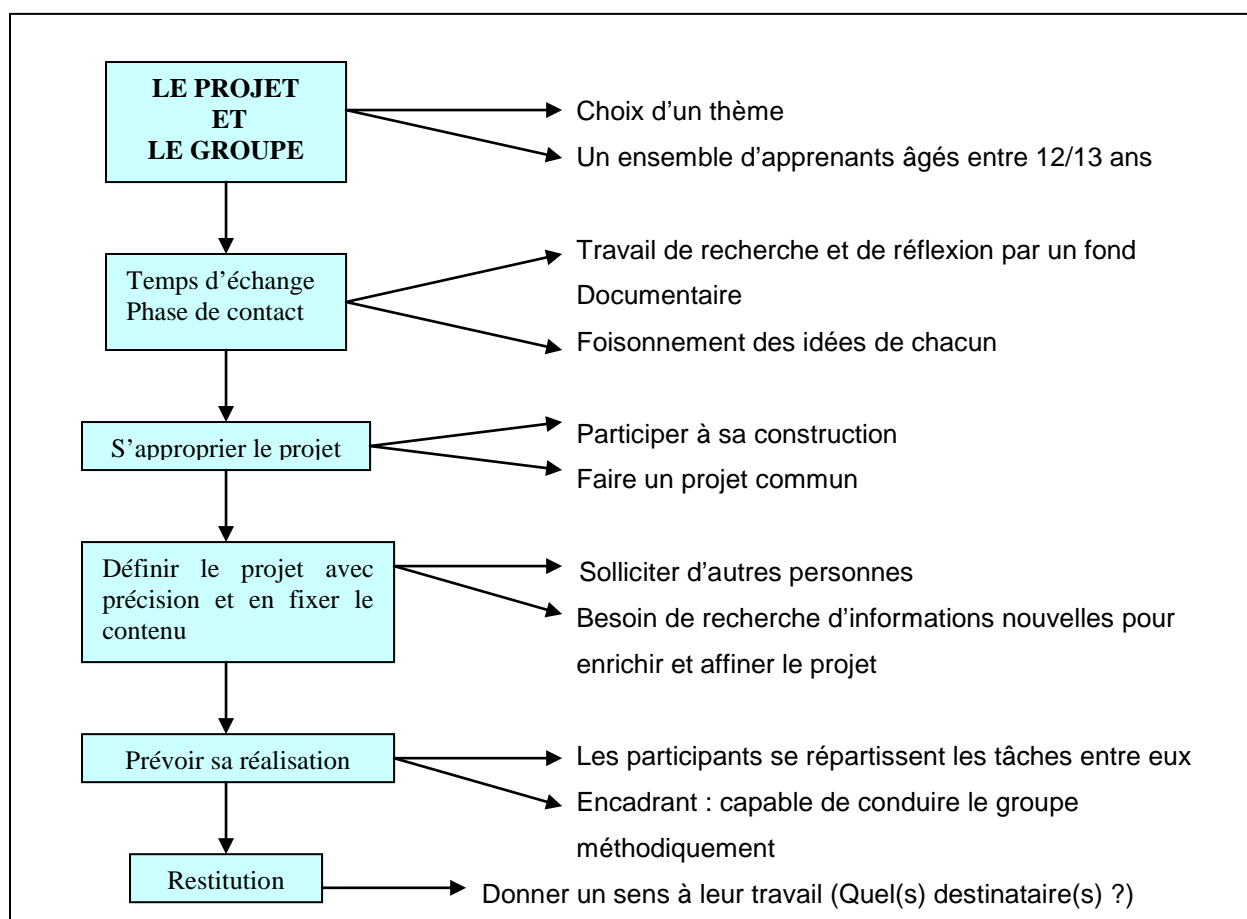 LE PROJET
ET
LE GROUPE
Choix d’un thème
Un ensemble d’apprenants âgés entre 12/13 ans
Temps d’échange
Phase de contact
Travail de recherche et de réflexion par un fond
Documentaire
Foisonnement des idées de chacun
S’approprier le projet
Participer à sa construction
Faire un projet commun
Définir le projet avec
précision et en fixer le
contenu
Solliciter d’autres personnes
Besoin de recherche d’informations nouvelles pour
enrichir et affiner le projet
Prévoir sa réalisation
Les participants se répartissent les tâches entre eux
Encadrant : capable de conduire le groupe
méthodiquement
Restitution
Donner un sens à leur travail (Quel(s) destinataire(s) ?)